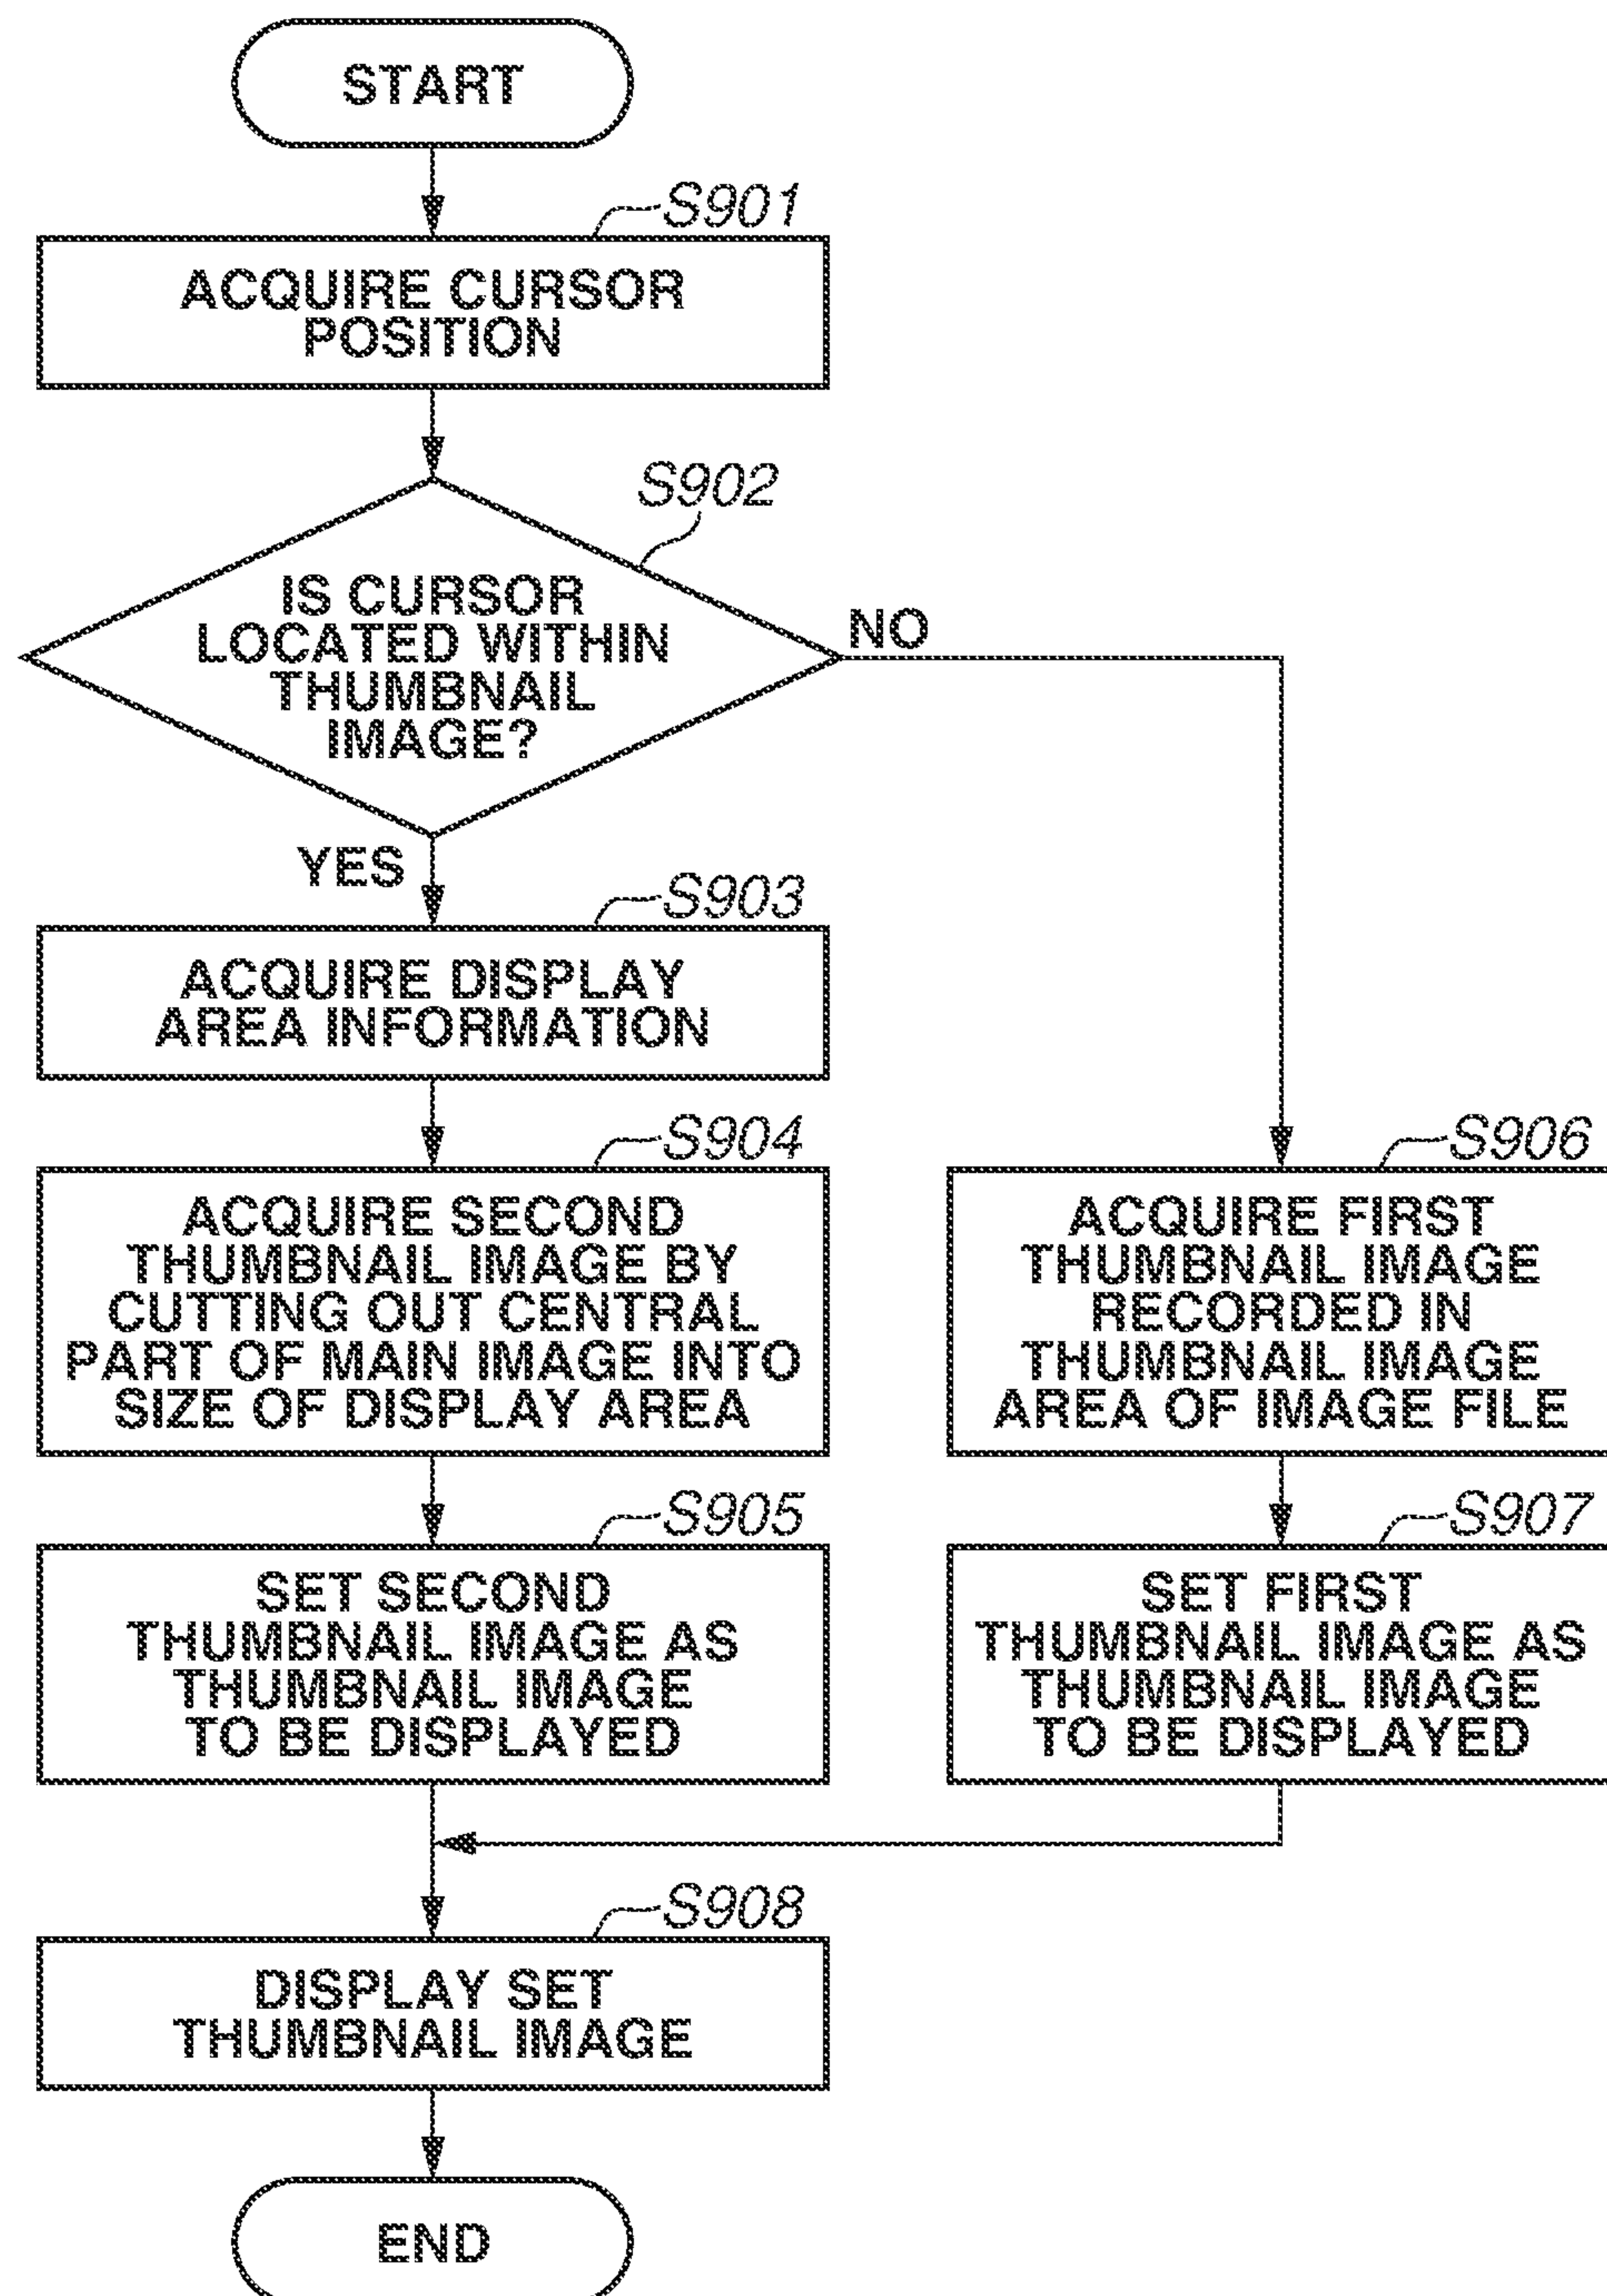 START
S901
ACQUIRE CURSOR
POSITION
S902
IS CURSOR
LOCATED WITHIN
THUMBNAIL
IMAGE?
NO
YES
S903
ACQUIRE DISPLAY
AREA INFORMATION
S904
ACQUIRE SECOND
THUMBNAIL IMAGE BY
CUTTING OUT CENTRAL
PART OF MAIN IMAGE INTO
SIZE OF DISPLAY AREA
S906
ACQUIRE FIRST
THUMBNAIL IMAGE
RECORDED IN
THUMBNAIL IMAGE
AREA OF IMAGE FILE
S905
SET SECOND
THUMBNAIL IMAGE AS
THUMBNAIL IMAGE
TO BE DISPLAYED
S907
SET FIRST
THUMBNAIL IMAGE AS
THUMBNAIL IMAGE
TO BE DISPLAYED
S908
DISPLAY SET
THUMBNAIL IMAGE
END